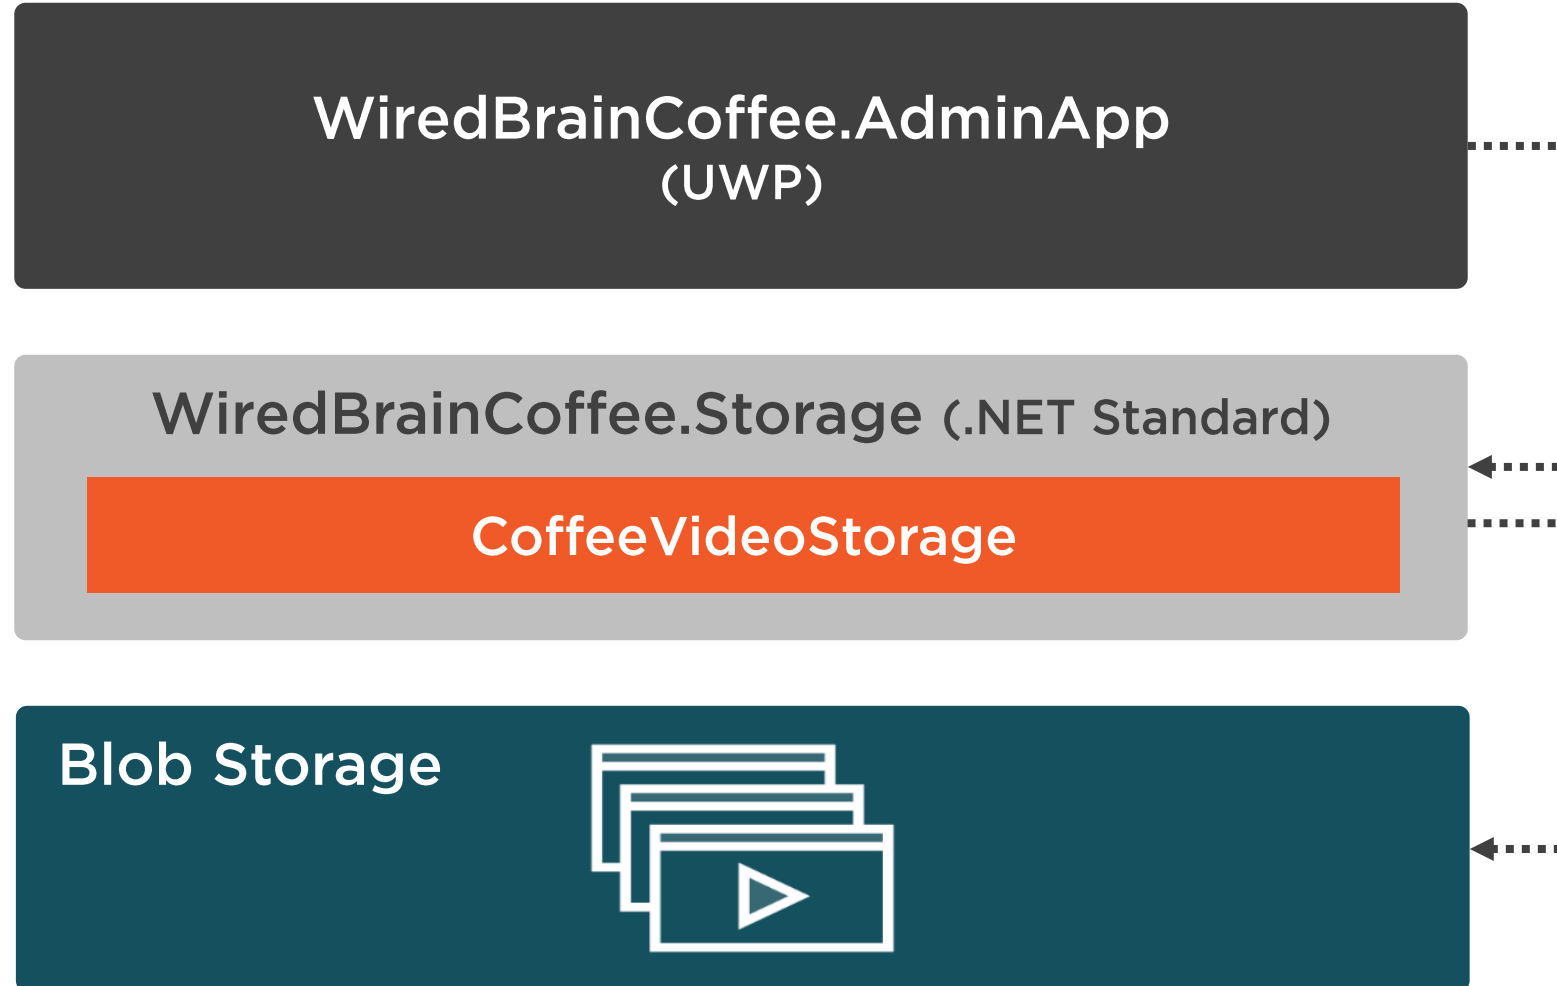 WiredBrainCoffee.AdminApp
(UWP)
WiredBrainCoffee.Storage (.NET Standard)
CoffeeVideoStorage
Blob Storage